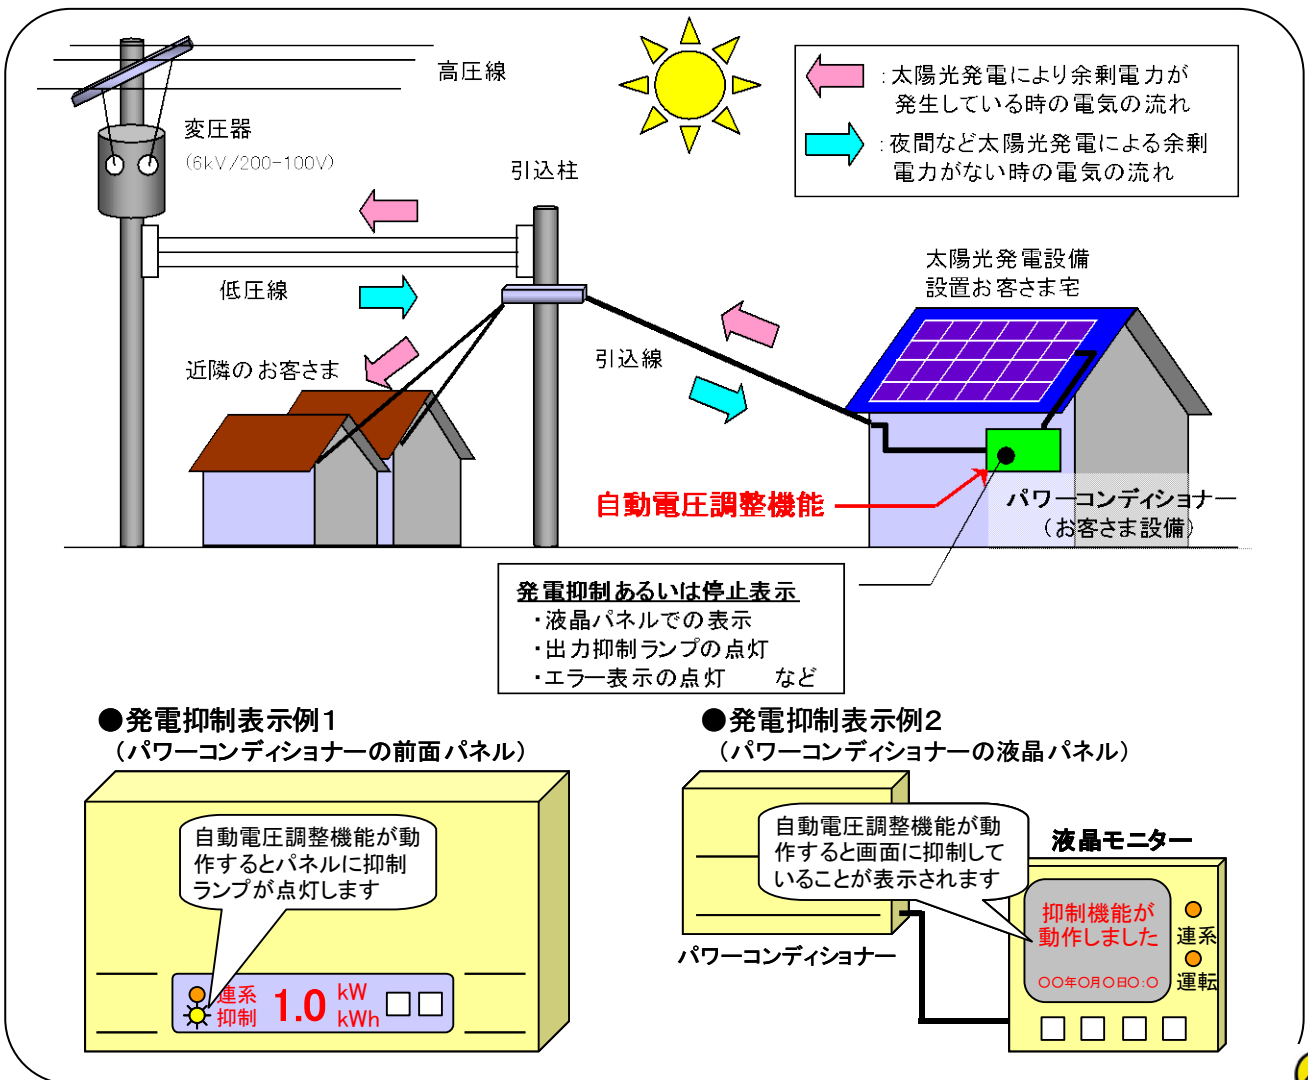 高圧線
変圧器
(6kV/200-100V)
引込柱
：太陽光発電により余剰電力が
発生している時の電気の流れ
：夜間など太陽光発電による余剰
電力がない時の電気の流れ
低圧線
太陽光発電設備
設置お客さま宅
引込線
近隣のお客さま
自動電圧調整機能
パワーコンディショナー
（お客さま設備）
発電抑制あるいは停止表示
・液晶パネルでの表示
・出力抑制ランプの点灯
・エラー表示の点灯　　など
●発電抑制表示例１
（パワーコンディショナーの前面パネル）
自動電圧調整機能が動
作するとパネルに抑制
ランプが点灯します
連系
抑制
1.0
kW
kWh
●発電抑制表示例２
（パワーコンディショナーの液晶パネル）
自動電圧調整機能が動
作すると画面に抑制して
いることが表示されます
パワーコンディショナー
液晶モニター
抑制機能が
動作しました
○○年○月○日○:○
連系
運転